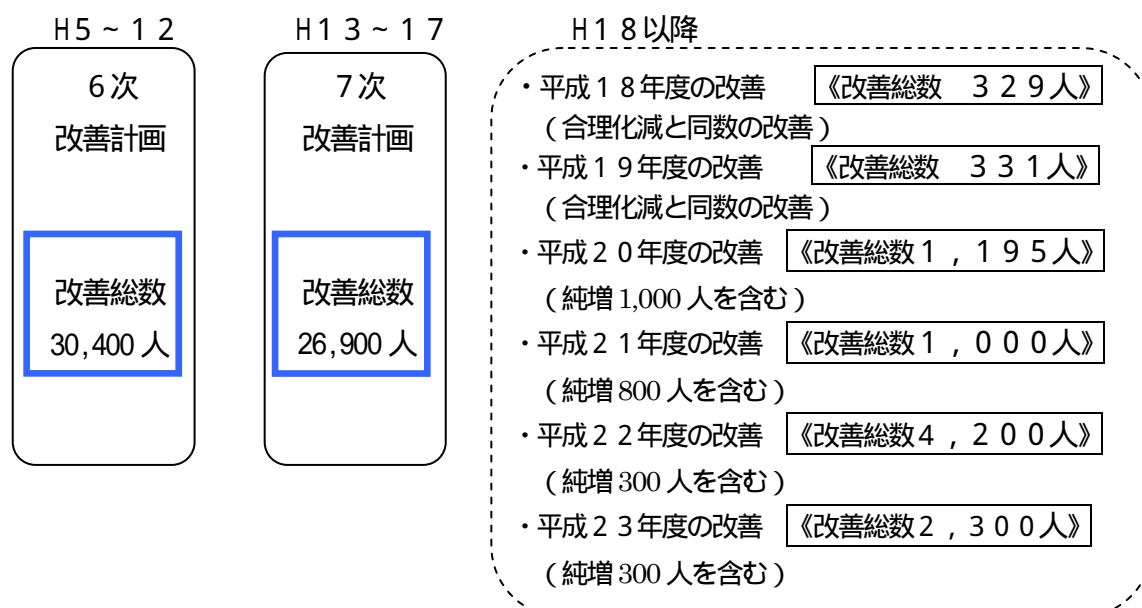 H5~12
6次
改善計画
改善総数
30,400人
H13~17
7次
改善計画
改善総数
26,900人
H18以降
・平成18年度の改善 《改善総数 329人》
(合理化減と同数の改善)
・平成19年度の改善 《改善総数 331人》
(合理化減と同数の改善)
・平成20年度の改善 《改善総数1,195人》
(純増1,000人を含む)
・平成21年度の改善 《改善総数1,000人》
(純増800人を含む)
・平成22年度の改善 《改善総数4,200人》
(純増300人を含む)
・平成23年度の改善 《改善総数2,300人》
(純増300人を含む)